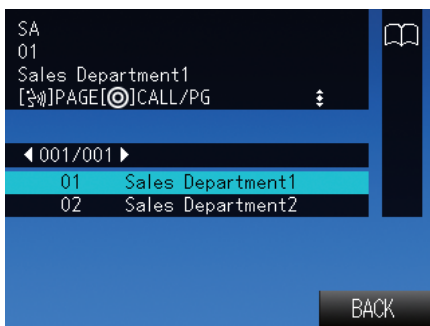 SA
01
Sales Department1
[]PAGE[◎]CALL/PG
◀001/001▶
01 Sales Department1
02 Sales Department2
BACK